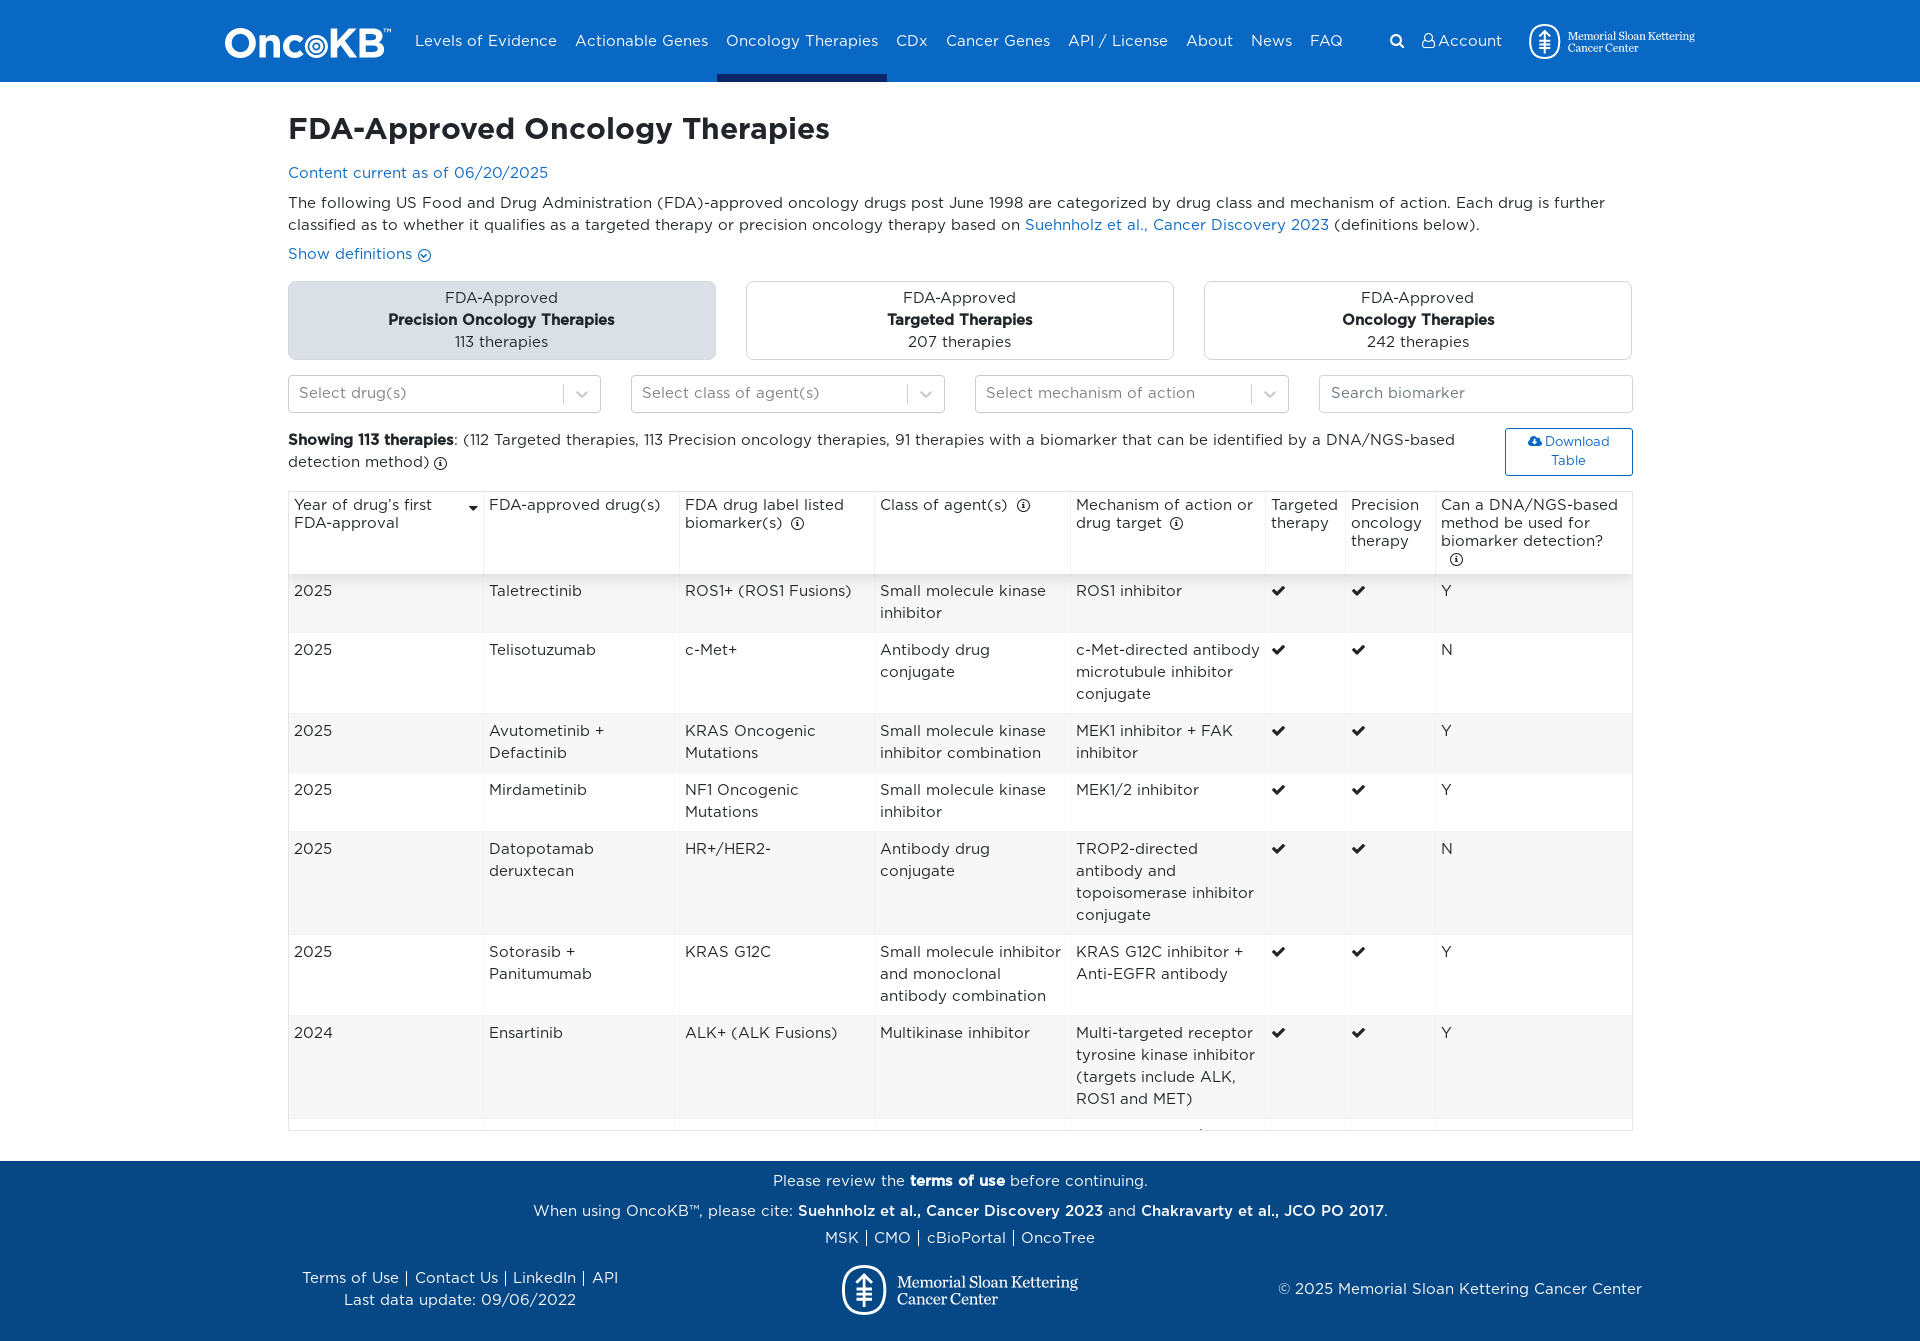 OncoKB™
Levels of Evidence Actionable Genes Oncology Therapies CDx Cancer Genes API / License About News FAQ Account
Memorial Sloan Kettering
Cancer Center
FDA-Approved Oncology Therapies
Content current as of 06/20/2025
The following US Food and Drug Administration (FDA)-approved oncology drugs post June 1998 are categorized by drug class and mechanism of action. Each drug is further
classified as to whether it qualifies as a targeted therapy or precision oncology therapy based on Suehnholz et al., Cancer Discovery 2023 (definitions below).
Show definitions
FDA-Approved
Precision Oncology Therapies
113 therapies
FDA-Approved
Targeted Therapies
207 therapies
FDA-Approved
Oncology Therapies
242 therapies
Select drug(s) Select class of agent(s) Select mechanism of action Search biomarker
Showing 113 therapies: (112 Targeted therapies, 113 Precision oncology therapies, 91 therapies with a biomarker that can be identified by a DNA/NGS-based
detection method)
Download
Table
Year of drug's first
FDA-approval
FDA-approved drug(s)
FDA drug label listed
biomarker(s)
Class of agent(s)
Mechanism of action or
drug target
Targeted
therapy
Precision
oncology
therapy
Can a DNA/NGS-based
method be used for
biomarker detection?
2025
Taletrectinib
ROS1+ (ROS1 Fusions)
Small molecule kinase
inhibitor
ROS1 inhibitor
Y
2025
Telisotuzumab
c-Met+
Antibody drug
conjugate
c-Met-directed antibody
microtubule inhibitor
conjugate
N
2025
Avutometinib +
Defactinib
KRAS Oncogenic
Mutations
Small molecule kinase
inhibitor combination
MEK1 inhibitor + FAK
inhibitor
Y
2025
Mirdametinib
NF1 Oncogenic
Mutations
Small molecule kinase
inhibitor
MEK1/2 inhibitor
Y
2025
Datopotamab
deruxtecan
HR+/HER2-
Antibody drug
conjugate
TROP2-directed
antibody and
topoisomerase inhibitor
conjugate
N
2025
Sotorasib +
Panitumumab
KRAS G12C
Small molecule inhibitor
and monoclonal
antibody combination
KRAS G12C inhibitor +
Anti-EGFR antibody
Y
2024
Ensartinib
ALK+ (ALK Fusions)
Multikinase inhibitor
Multi-targeted receptor
tyrosine kinase inhibitor
(targets include ALK,
ROS1 and MET)
Y
Please review the terms of use before continuing.
When using OncoKB™, please cite: Suehnholz et al., Cancer Discovery 2023 and Chakravarty et al., JCO PO 2017.
MSK | CMO | cBioPortal | OncoTree
Terms of Use | Contact Us | LinkedIn | API
Last data update: 09/06/2022
Memorial Sloan Kettering
Cancer Center
© 2025 Memorial Sloan Kettering Cancer Center